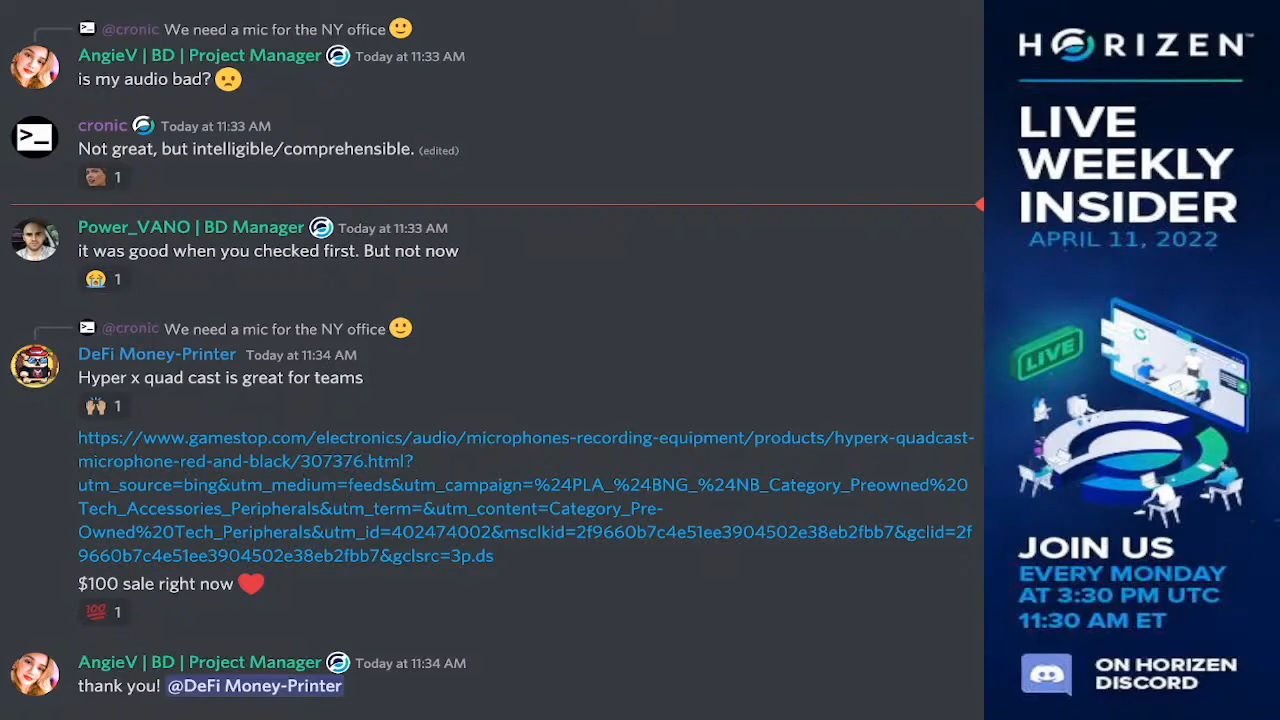 @cronic We need a mic for the NY office 🙂
AngieV | BD | Project Manager Today at 11:33 AM
is my audio bad? 🙁
cronic Today at 11:33 AM
Not great, but intelligible/comprehensible. (edited)
1
Power_VANO | BD Manager Today at 11:33 AM
it was good when you checked first. But not now
😭 1
@cronic We need a mic for the NY office 🙂
DeFi Money-Printer Today at 11:34 AM
Hyper x quad cast is great for teams
🙌🏽 1
https://www.gamestop.com/electronics/audio/microphones-recording-equipment/products/hyperx-quadcast-
microphone-red-and-black/307376.html?
utm_source=bing&utm_medium=feeds&utm_campaign=%24PLA_%24BNG_%24NB_Category_Preowned%20
Tech_Accessories_Peripherals&utm_term=&utm_content=Category_Pre-
Owned%20Tech_Peripherals&utm_id=402474002&msclkid=2f9660b7c4e51ee3904502e38eb2fbb7&gclid=2f
9660b7c4e51ee3904502e38eb2fbb7&gclsrc=3p.ds
$100 sale right now ❤️
💯 1
AngieV | BD | Project Manager Today at 11:34 AM
thank you! @DeFi Money-Printer
HORIZEN™
LIVE
WEEKLY
INSIDER
APRIL 11, 2022
LIVE
JOIN US
EVERY MONDAY
AT 3:30 PM UTC
11:30 AM ET
ON HORIZEN
DISCORD